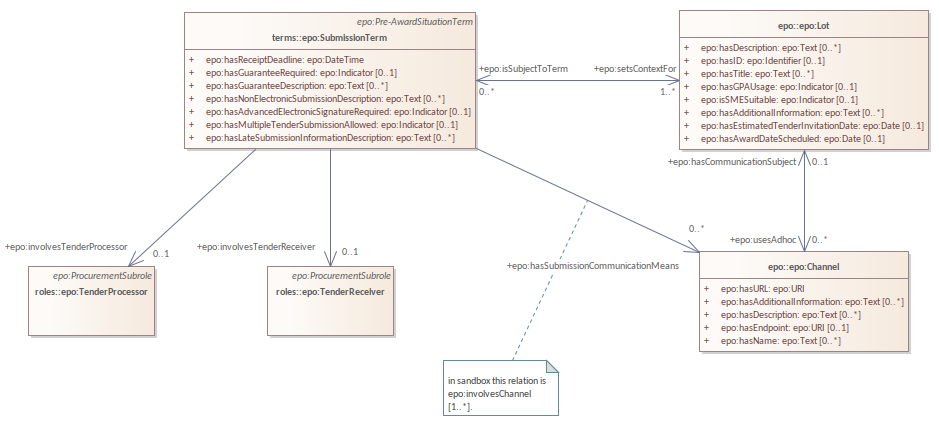 epo:Pre-AwardSituationTerm
terms::epo:SubmissionTerm
+ epo:hasReceiptDeadline: epo:DateTime
+ epo:hasGuaranteeRequired: epo:Indicator [0..1]
+ epo:hasGuaranteeDescription: epo:Text [0..*]
+ epo:hasNonElectronicSubmissionDescription: epo:Text [0..*]
+ epo:hasAdvancedElectronicSignatureRequired: epo:Indicator [0..1]
+ epo:hasMultipleTenderSubmissionAllowed: epo:Indicator [0..1]
+ epo:hasLateSubmissionInformationDescription: epo:Text [0..*]
+epo:isSubjectToTerm
0..*
+epo:setsContextFor
1..*
epo::epo:Lot
+ epo:hasDescription: epo:Text [0..*]
+ epo:hasID: epo:Identifier [0..1]
+ epo:hasTitle: epo:Text [0..*]
+ epo:hasGPAUsage: epo:Indicator [0..1]
+ epo:isSMESuitable: epo:Indicator [0..1]
+ epo:hasAdditionalInformation: epo:Text [0..*]
+ epo:hasEstimatedTenderInvitationDate: epo:Date [0..1]
+ epo:hasAwardDateScheduled: epo:Date [0..1]
+epo:hasCommunicationSubject 0..1
+epo:usesAdhoc 0..*
+epo:involvesTenderProcessor 0..1
+epo:involvesTenderReceiver 0..1
0..*
+epo:hasSubmissionCommunicationMeans
epo:ProcurementSubrole
roles::epo:TenderProcessor
epo:ProcurementSubrole
roles::epo:TenderReceiver
epo::epo:Channel
+ epo:hasURL: epo:URI
+ epo:hasAdditionalInformation: epo:Text [0..*]
+ epo:hasDescription: epo:Text [0..*]
+ epo:hasEndpoint: epo:URI [0..1]
+ epo:hasName: epo:Text [0..*]
in sandbox this relation is
epo:involvesChannel
[1..*].